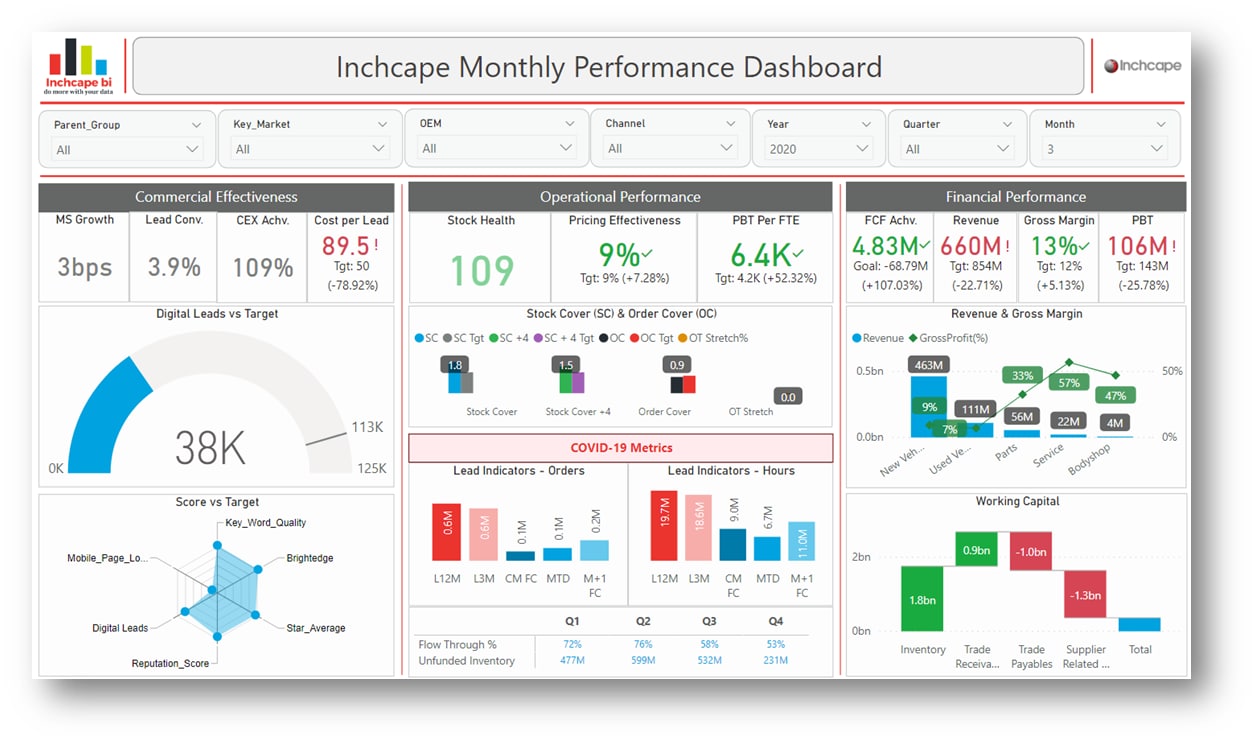 Inchcape bi
do more with your data
Inchcape Monthly Performance Dashboard
Inchcape
Parent_Group
All
Key_Market
All
OEM
All
Channel
All
Year
2020
Quarter
All
Month
3
Commercial Effectiveness
MS Growth
3bps
Lead Conv.
3.9%
CEX Achv.
109%
Cost per Lead
89.5!
Tgt: 50
(-78.92%)
Digital Leads vs Target
0K
38K
113K
125K
Score vs Target
Key_Word_Quality
Mobile_Page_Lo...
Brightedge
Digital Leads
Star_Average
Reputation_Score
Operational Performance
Stock Health
109
Pricing Effectiveness
9%✓
Tgt: 9% (+7.28%)
PBT Per FTE
6.4K✓
Tgt: 4.2K (+52.32%)
Stock Cover (SC) & Order Cover (OC)
SC SC Tgt SC +4 SC + 4 Tgt OC OC Tgt OT Stretch%
1.8 1.5 0.9 0.0
Stock Cover Stock Cover +4 Order Cover OT Stretch
COVID-19 Metrics
Lead Indicators - Orders
0.6M 0.6M 0.1M 0.1M 0.2M
L12M L3M CM FC MTD M+1
FC
Lead Indicators - Hours
19.7M 18.6M 9.0M 6.7M 11.0M
L12M L3M CM MTD M+1
FC FC
Q1 Q2 Q3 Q4
Flow Through % 72% 76% 58% 53%
Unfunded Inventory 477M 599M 532M 231M
Financial Performance
FCF Achv.
4.83M✓
Goal: -68.79M
(+107.03%)
Revenue
660M!
Tgt: 854M
(-22.71%)
Gross Margin
13%✓
Tgt: 12%
(+5.13%)
PBT
106M!
Tgt: 143M
(-25.78%)
Revenue & Gross Margin
Revenue GrossProfit(%)
0.5bn
0.0bn
50%
0%
463M 111M 56M 22M 4M
9% 7% 33% 57% 47%
New Veh... Used Ve... Parts Service Bodyshop
Working Capital
2bn
0bn
1.8bn 0.9bn -1.0bn -1.3bn
Inventory Trade Trade Supplier Total
Receiva... Payables Related ...